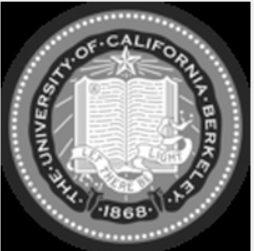 ·THE·UNIVERSITY·OF·CALIFORNIA·BERKELEY·
A
LET THERE BE LIGHT
·1868·